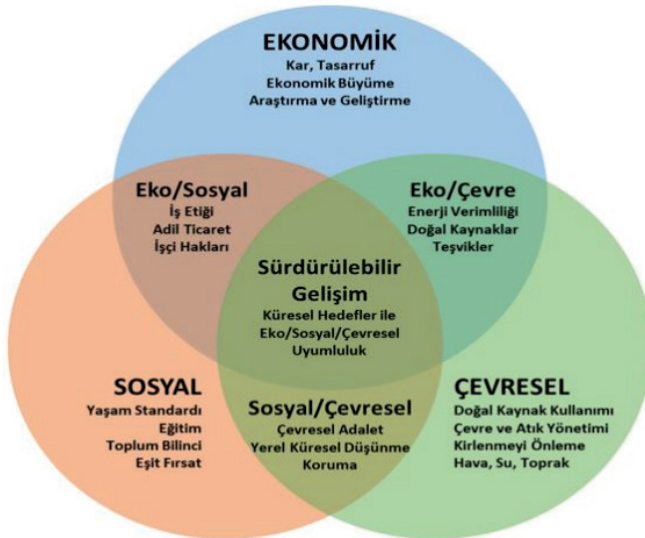 EKONOMİK
Kar, Tasarruf
Ekonomik Büyüme
Araştırma ve Geliştirme
Eko/Sosyal
İş Etiği
Adil Ticaret
İşçi Hakları
Eko/Çevre
Enerji Verimliliği
Doğal Kaynaklar
Teşvikler
Sürdürülebilir
Gelişim
Küresel Hedefler ile
Eko/Sosyal/Çevresel
Uyumluluk
SOSYAL
Yaşam Standardı
Eğitim
Toplum Bilinci
Eşit Fırsat
Sosyal/Çevresel
Çevresel Adalet
Yerel Küresel Düşünme
Koruma
ÇEVRESEL
Doğal Kaynak Kullanımı
Çevre ve Atık Yönetimi
Kirlenmeyi Önleme
Hava, Su, Toprak